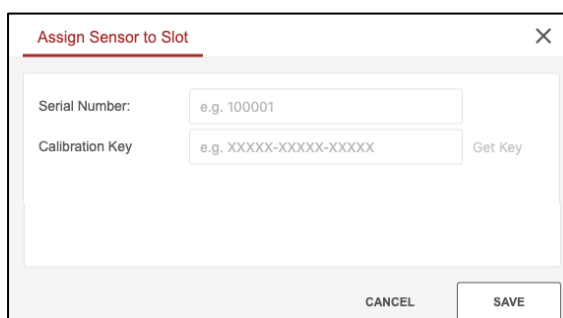 Assign Sensor to Slot
Serial Number: e.g. 100001
Calibration Key e.g. XXXXX-XXXXX-XXXXX Get Key
CANCEL SAVE